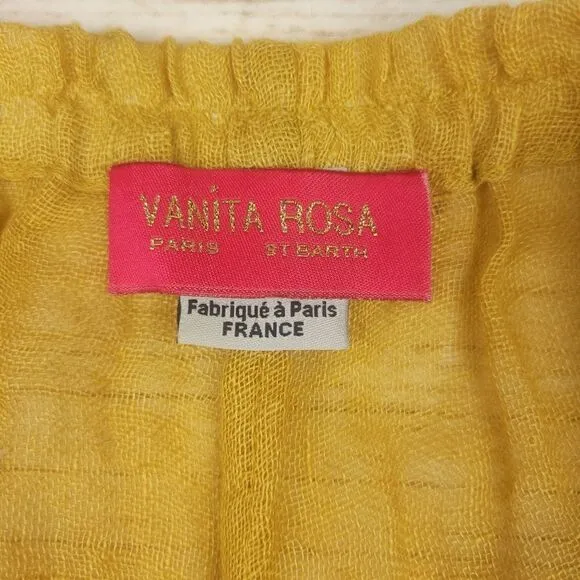 VANÍTA ROSA
PARIS ST BARTH
Fabriqué à Paris
FRANCE